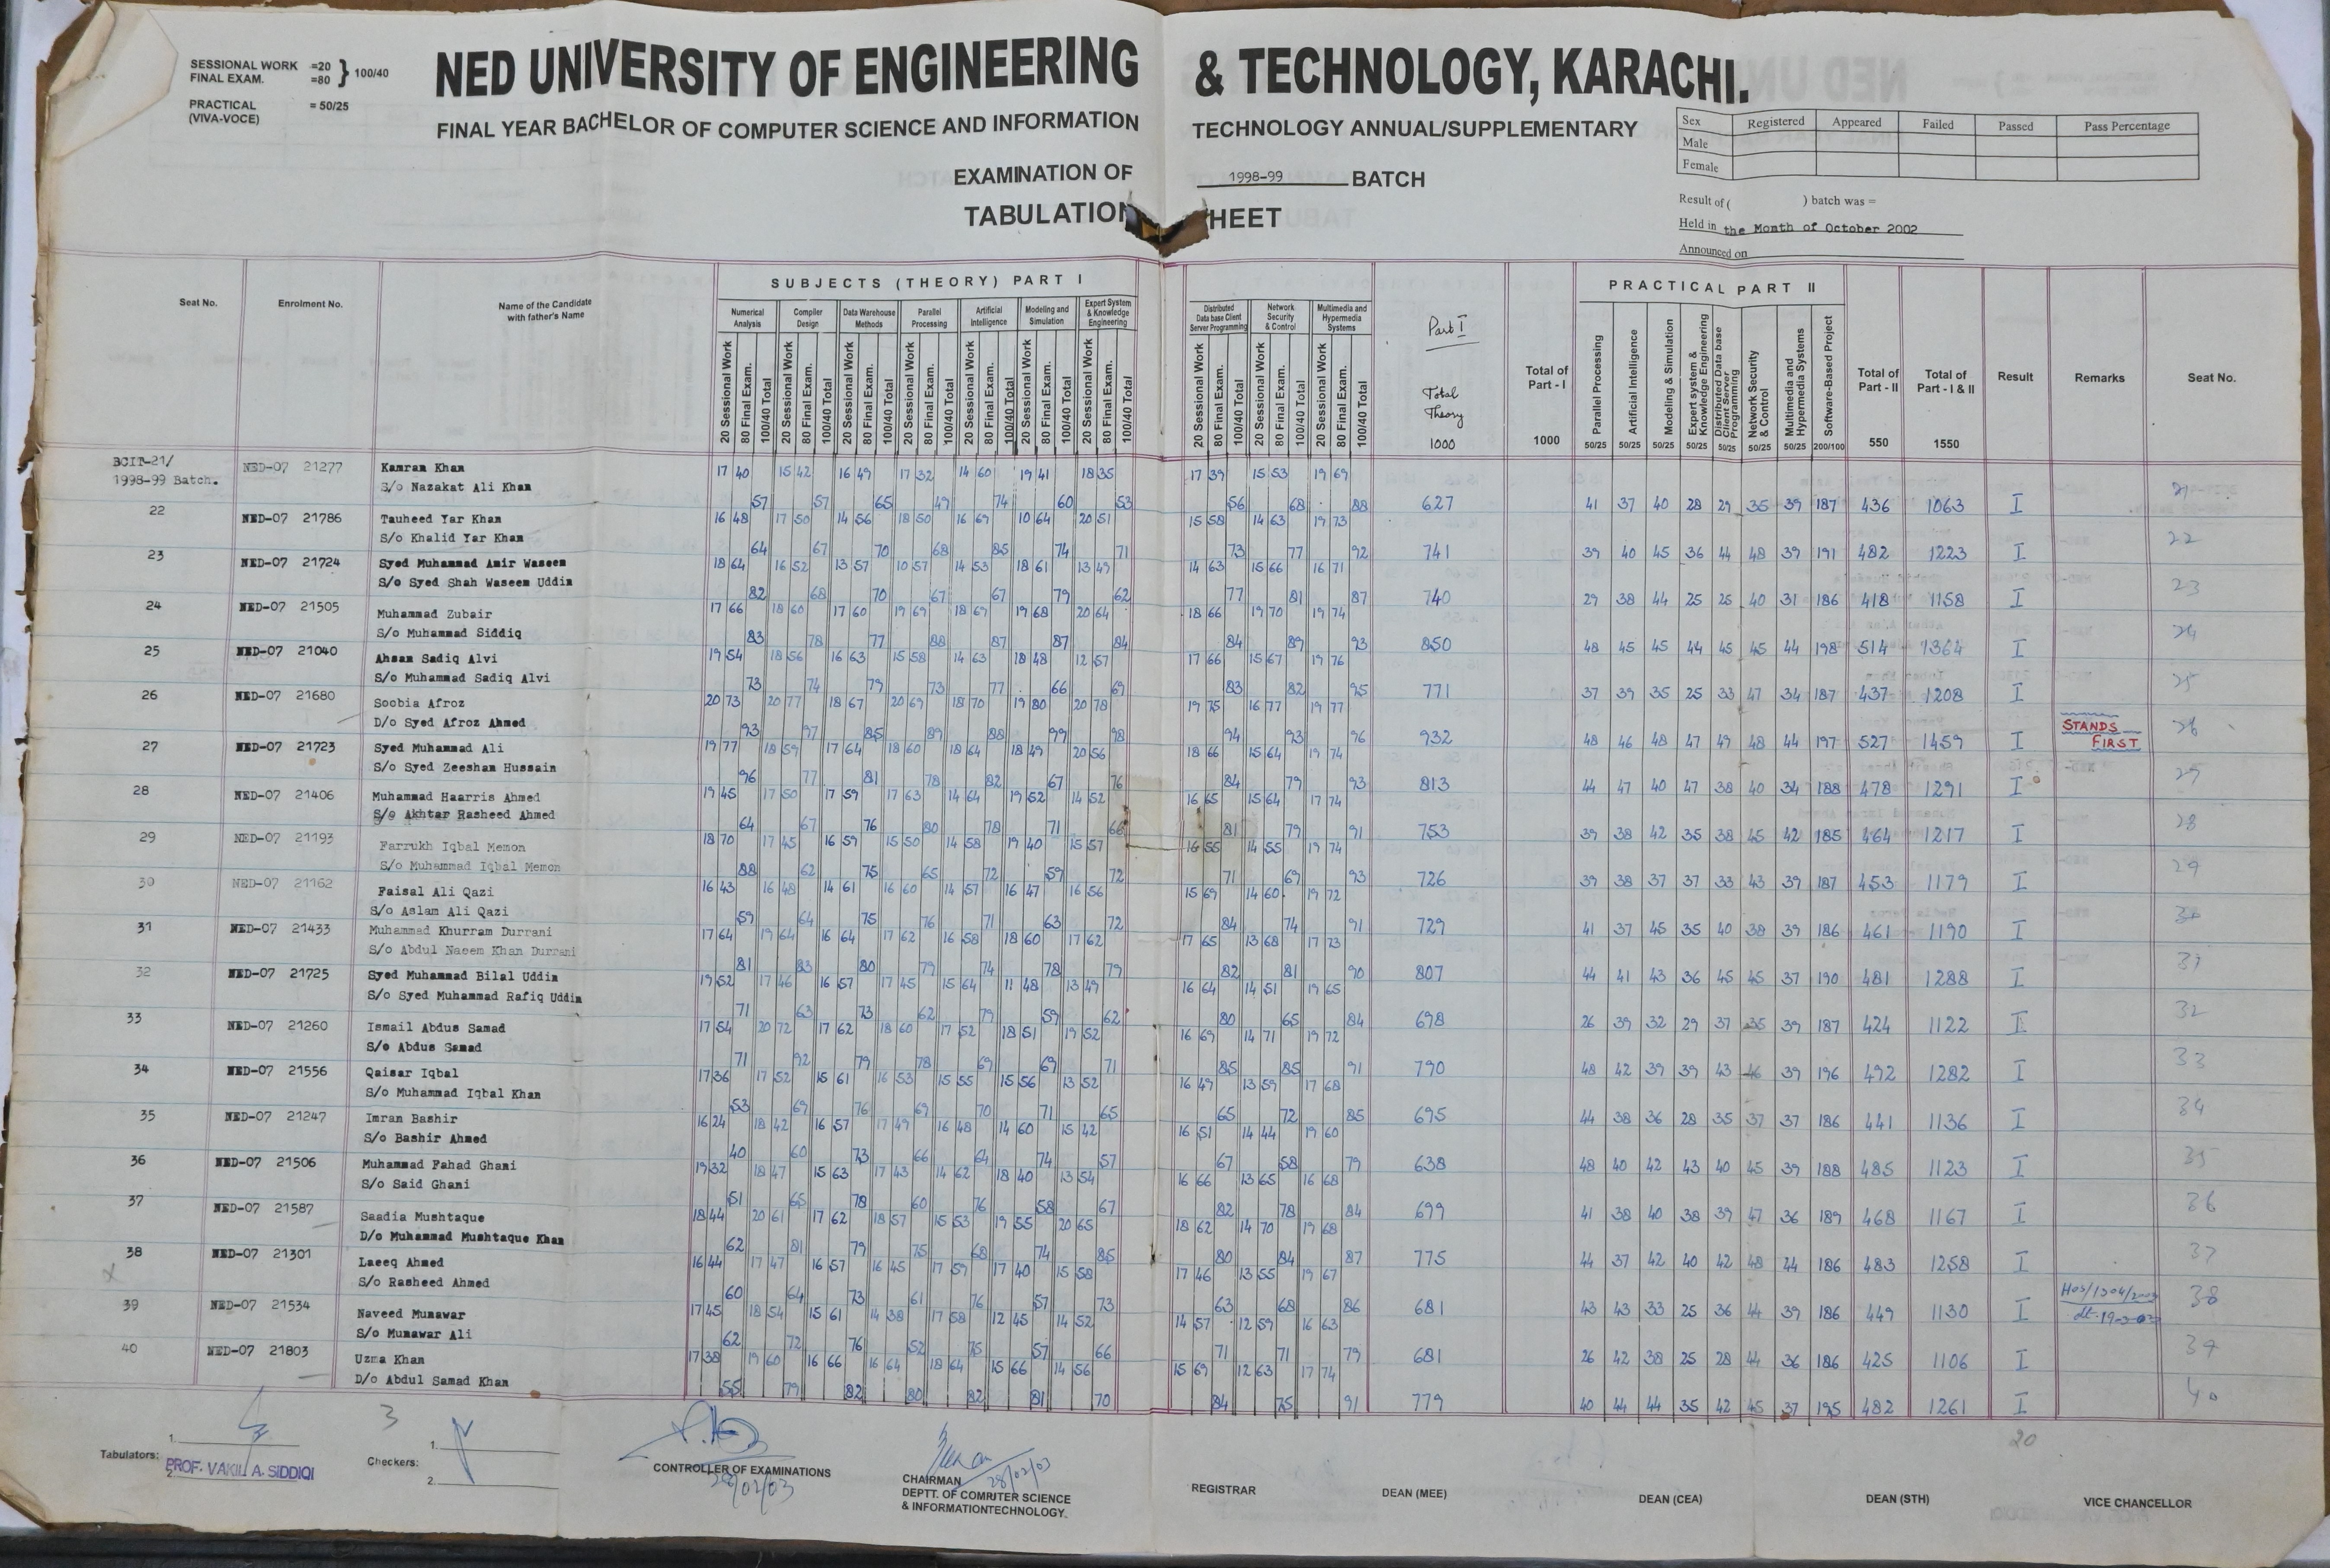 SESSIONAL WORK =20
FINAL EXAM. =80 } 100/40
PRACTICAL = 50/25
(VIVA-VOCE)
NED UNIVERSITY OF ENGINEERING & TECHNOLOGY, KARACHI.
FINAL YEAR BACHELOR OF COMPUTER SCIENCE AND INFORMATION TECHNOLOGY ANNUAL/SUPPLEMENTARY
EXAMINATION OF 1998-99 BATCH
TABULATION HEET
Sex Registered Appeared Failed Passed Pass Percentage
Male
Female
Result of ( ) batch was =
Held in the Month of October 2002
Announced on
Seat No. Enrolment No. Name of the Candidate with father's Name
SUBJECTS (THEORY) PART I
Numerical Analysis
Compiler Design
Data Warehouse Methods
Parallel Processing
Artificial Intelligence
Modeling and Simulation
Expert System & Knowledge Engineering
Distributed Data base Client Server Programming
Network Security & Control
Multimedia and Hypermedia Systems
20 Sessional Work 80 Final Exam. 100/40 Total
Part I Total Theory 1000
Total of Part - I 1000
PRACTICAL PART II
Parallel Processing 50/25
Artificial Intelligence 50/25
Modeling & Simulation 50/25
Expert system & Knowledge Engineering 50/25
Distributed Data base Client Server Programming 50/25
Network Security & Control 50/25
Multimedia and Hypermedia Systems 50/25
Software-Based Project 200/100
Total of Part - II 550
Total of Part - I & II 1550
Result Remarks Seat No.
BCIT-21/ NED-07 21277 Kamran Khan 17 40 15 42 16 49 17 32 14 60 19 41 18 35 17 39 15 53 19 69
1998-99 Batch. S/o Nazakat Ali Khan
57 57 65 49 74 60 53 56 68 88 627 41 37 40 28 29 35 39 187 436 1063 I 21
22 NED-07 21786 Tauheed Yar Khan 16 48 17 50 14 56 18 50 16 69 10 64 20 51 15 58 14 63 19 73
S/o Khalid Yar Khan
64 67 70 68 85 74 71 73 77 92 741 39 40 45 36 44 48 39 191 482 1223 I 22
23 NED-07 21724 Syed Muhammad Amir Waseem 18 64 16 52 13 57 10 57 14 53 18 61 13 49 14 63 15 66 16 71
S/o Syed Shah Waseem Uddin
82 68 70 67 67 79 62 77 81 87 740 29 38 44 25 25 40 31 186 418 1158 I 23
24 NED-07 21505 Muhammad Zubair 17 66 18 60 17 60 19 69 18 69 19 68 20 64 18 66 19 70 19 74
S/o Muhammad Siddiq
83 78 77 88 87 87 84 84 89 93 850 48 45 45 44 45 45 44 198 514 1364 I 24
25 NED-07 21040 Ahsan Sadiq Alvi 19 54 18 56 16 63 15 58 14 63 18 48 12 57 17 66 15 67 19 76
S/o Muhammad Sadiq Alvi
73 74 79 73 77 66 69 83 82 95 771 37 39 35 25 33 47 34 187 437 1208 I 25
26 NED-07 21680 Soobia Afroz 20 73 20 77 18 67 20 69 18 70 19 80 20 78 19 75 16 77 19 77
D/o Syed Afroz Ahmed
93 97 85 89 88 99 98 94 93 96 932 48 46 48 47 49 48 44 197 527 1459 I STANDS FIRST 26
27 NED-07 21723 Syed Muhammad Ali 19 77 18 59 17 64 18 60 18 64 18 49 20 56 18 66 15 64 19 74
S/o Syed Zeeshan Hussain
96 77 81 78 82 67 76 84 79 93 813 44 47 40 47 38 40 34 188 478 1291 I 27
28 NED-07 21406 Muhammad Haarris Ahmed 19 45 17 50 17 59 17 63 14 64 19 52 14 52 16 65 15 64 17 74
S/o Akhtar Rasheed Ahmed
64 67 76 80 78 71 66 81 79 91 753 39 38 42 35 38 45 42 185 464 1217 I 28
29 NED-07 21193 Farrukh Iqbal Memon 18 70 17 45 16 59 15 50 14 58 19 40 15 57 16 55 14 55 19 74
S/o Muhammad Iqbal Memon
88 62 75 65 72 59 72 71 69 93 726 39 38 37 37 33 43 39 187 453 1179 I 29
30 NED-07 21162 Faisal Ali Qazi 16 43 16 48 14 61 16 60 14 57 16 47 16 56 15 69 14 60 19 72
S/o Aslam Ali Qazi
59 64 75 76 71 63 72 84 74 91 729 41 37 45 35 40 38 39 186 461 1190 I 30
31 NED-07 21433 Muhammad Khurram Durrani 17 64 19 64 16 64 17 62 16 58 18 60 17 62 17 65 13 68 17 73
S/o Abdul Naeem Khan Durrani
81 83 80 79 74 78 79 82 81 90 807 44 41 43 36 45 45 37 190 481 1288 I 31
32 NED-07 21725 Syed Muhammad Bilal Uddin 19 52 17 46 16 57 17 45 15 64 11 48 13 49 16 64 14 51 19 65
S/o Syed Muhammad Rafiq Uddin
71 63 73 62 79 59 62 80 65 84 698 26 39 32 29 37 35 39 187 424 1122 I 32
33 NED-07 21260 Ismail Abdus Samad 17 54 20 72 17 62 18 60 17 52 18 51 19 52 16 69 14 71 19 72
S/o Abdus Samad
71 92 79 78 69 69 71 85 85 91 790 48 42 39 39 43 46 39 196 492 1282 I 33
34 NED-07 21556 Qaisar Iqbal 17 36 17 52 15 61 16 53 15 55 15 56 13 52 16 49 13 59 17 68
S/o Muhammad Iqbal Khan
53 69 76 69 70 71 65 65 72 85 695 44 38 36 28 35 37 37 186 441 1136 I 34
35 NED-07 21247 Imran Bashir 16 24 18 42 16 57 17 49 16 48 14 60 15 42 16 51 14 44 19 60
S/o Bashir Ahmed
40 60 73 66 64 74 57 67 58 79 638 48 40 42 43 40 45 39 188 485 1123 I 35
36 NED-07 21506 Muhammad Fahad Ghani 19 32 18 47 15 63 17 43 14 62 18 40 13 54 16 66 13 65 16 68
S/o Said Ghani
51 65 78 60 76 58 67 82 78 84 699 41 38 40 38 39 47 36 189 468 1167 I 36
37 NED-07 21587 Saadia Mushtaque 18 44 20 61 17 62 18 57 15 53 19 55 20 65 18 62 14 70 19 68
D/o Muhammad Mushtaque Khan
62 81 79 75 68 74 85 80 84 87 775 44 37 42 40 42 48 44 186 483 1258 I 37
38 NED-07 21301 Laeeq Ahmed 16 44 17 47 16 57 16 45 17 59 17 40 15 58 17 46 13 55 19 67
x S/o Rasheed Ahmed
60 64 73 61 76 57 73 63 68 86 681 43 43 33 25 36 44 39 186 449 1130 I 38
39 NED-07 21534 Naveed Munawar 17 45 18 54 15 61 14 38 17 58 12 45 14 52 14 57 12 59 16 63
S/o Munawar Ali
62 72 76 52 75 57 66 71 71 79 681 26 42 38 25 28 44 36 186 425 1106 I 39
40 NED-07 21803 Uzma Khan 17 38 19 60 16 66 16 64 18 64 15 66 14 56 15 69 12 63 17 74
D/o Abdul Samad Khan
55 79 82 80 82 81 70 84 75 91 779 40 44 44 35 42 45 37 195 482 1261 I 40
3
20
Tabulators: 1.
2. PROF. VAKIL A. SIDDIQI
Checkers: 1.
2.
CONTROLLER OF EXAMINATIONS
28/02/03
CHAIRMAN 28/02/03
DEPTT. OF COMPUTER SCIENCE
& INFORMATIONTECHNOLOGY.
REGISTRAR
DEAN (MEE)
DEAN (CEA)
DEAN (STH)
VICE CHANCELLOR